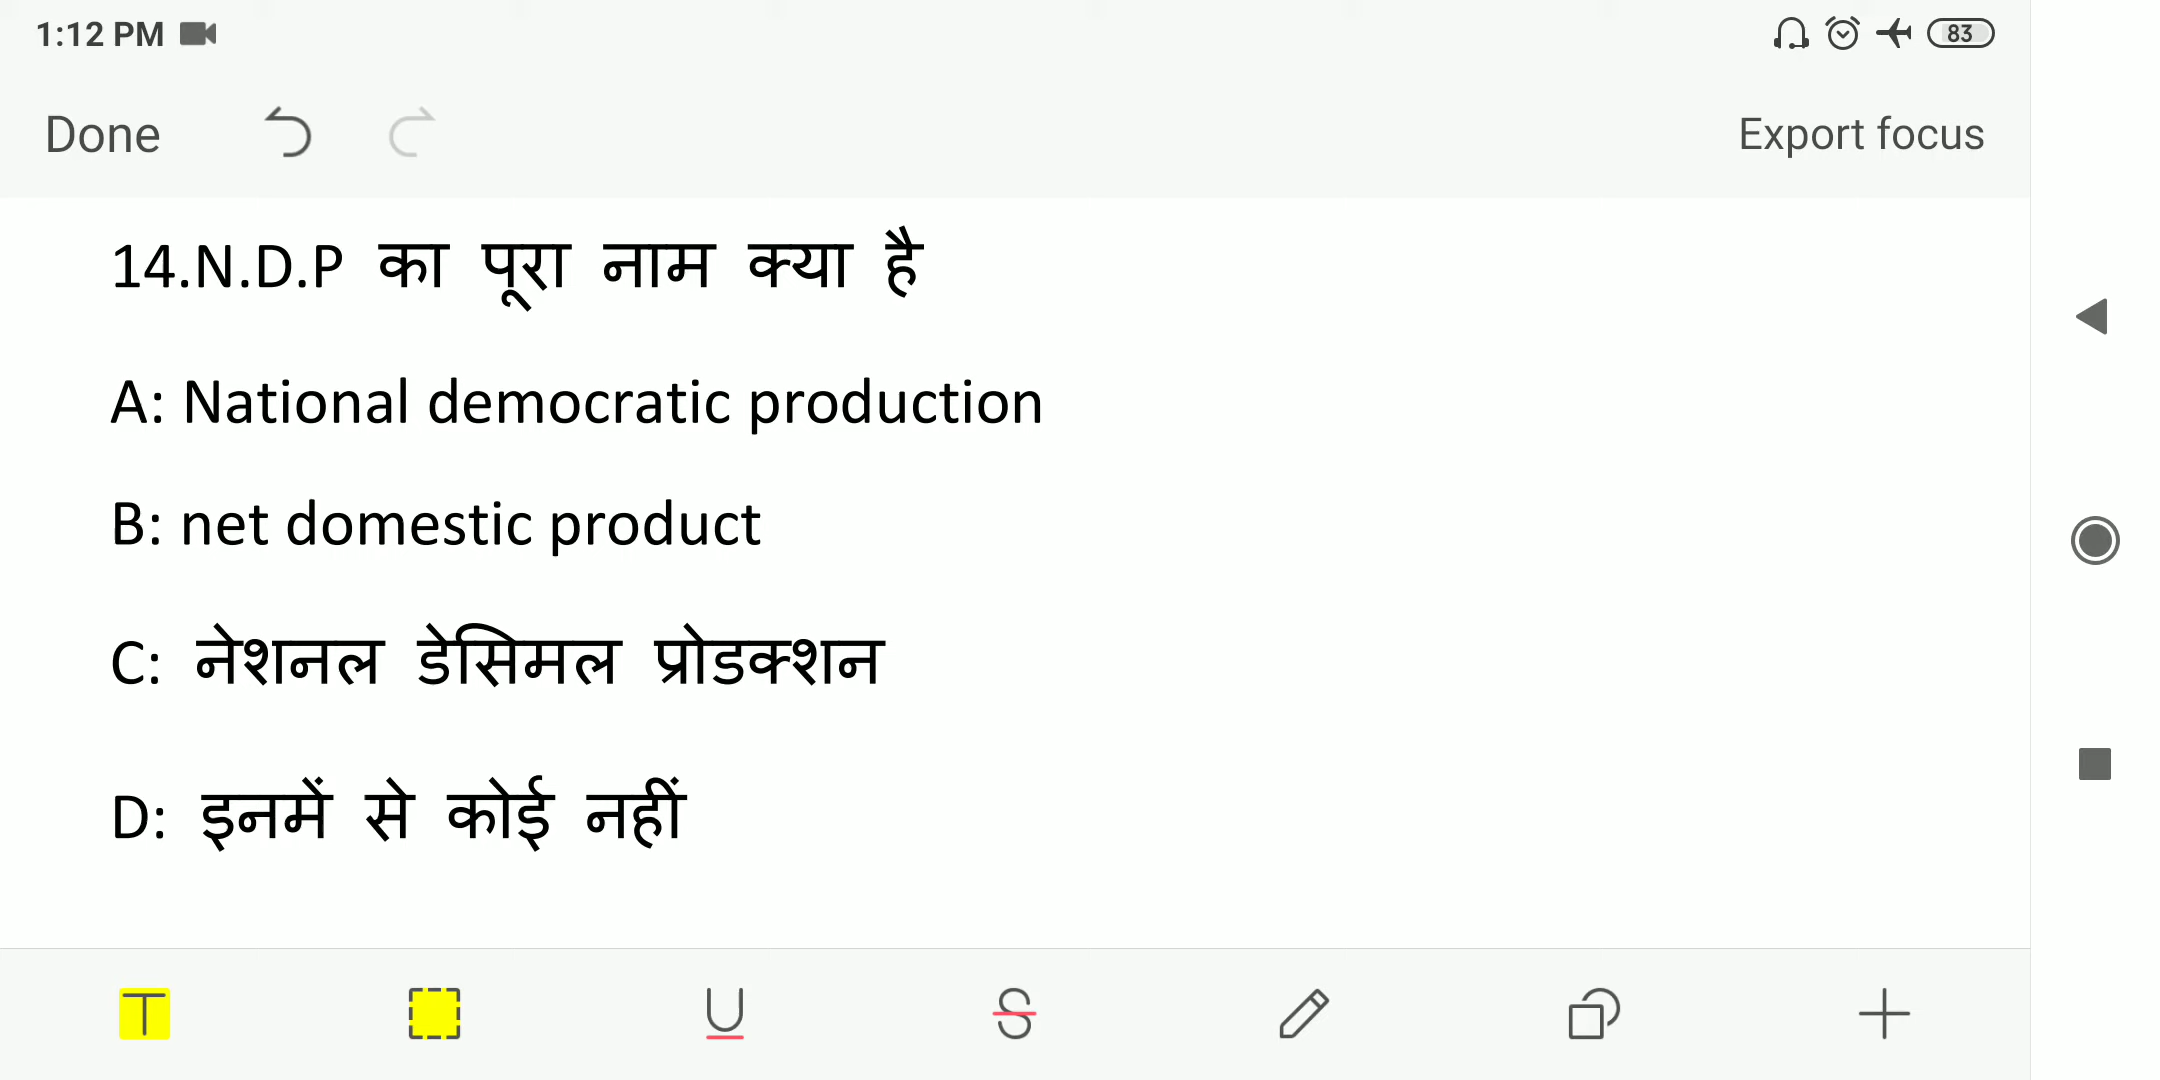 1:12 PM
83
Done
Export focus
14.N.D.P का पूरा नाम क्या है
A: National democratic production
B: net domestic product
C: नेशनल डेसिमल प्रोडक्शन
D: इनमें से कोई नहीं
T
U
S